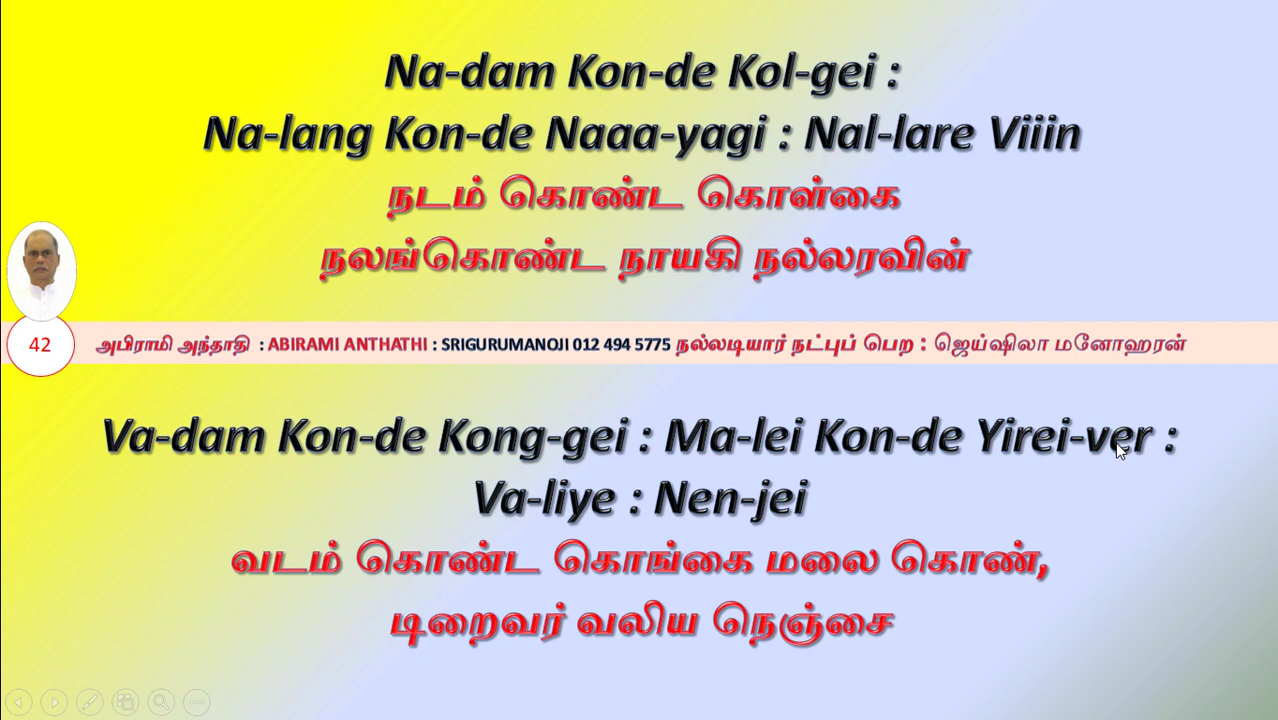 Na-dam Kon-de Kol-gei :
Na-lang Kon-de Naaa-yagi : Nal-lare Viiin
நடம் கொண்ட கொள்கை
நலங்கொண்ட நாயகி நல்லரவின்
42
அபிராமி அந்தாதி : ABIRAMI ANTHATHI : SRIGURUMANOJI 012 494 5775 நல்லடியார் நட்புப் பெற : ஜெய்ஷிலா மனோஹரன்
Va-dam Kon-de Kong-gei : Ma-lei Kon-de Yirei-ver :
Va-liye : Nen-jei
வடம் கொண்ட கொங்கை மலை கொண்,
டிறைவர் வலிய நெஞ்சை